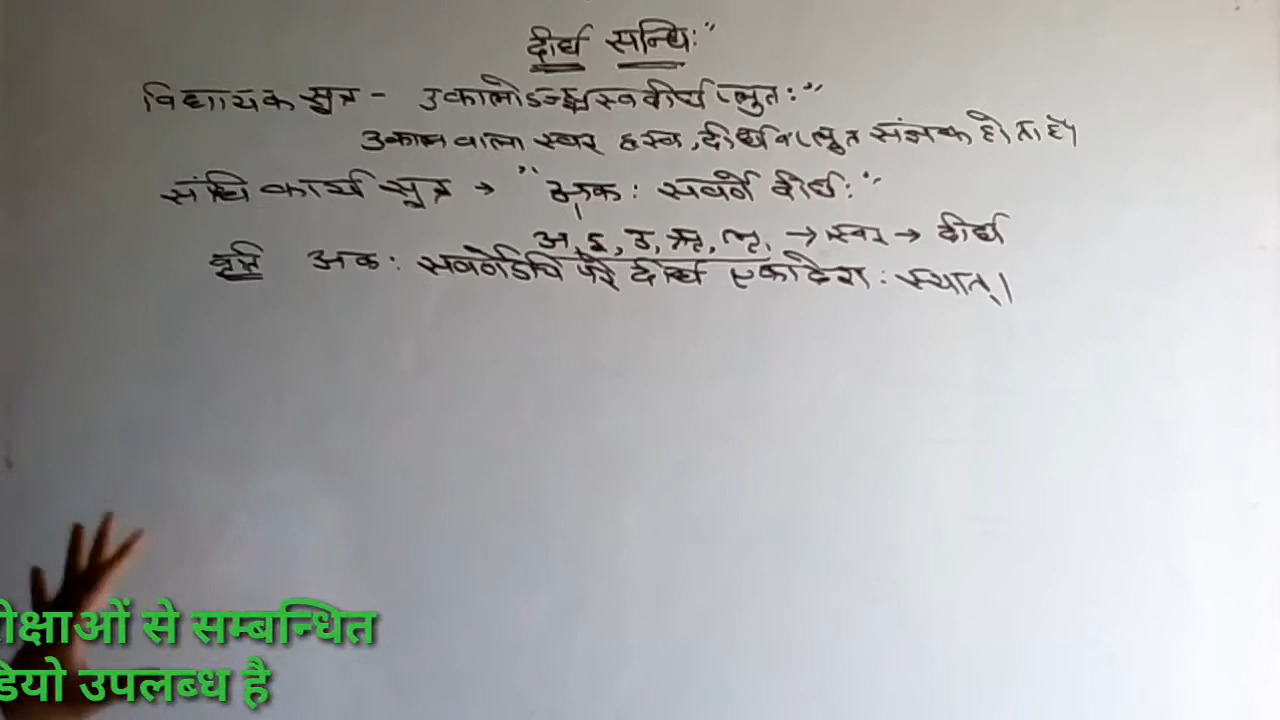 दीर्घ सन्धिः"
विधायक सूत्र - उकालोऽज्झ्रस्वदीर्घप्लुतः"
उकाल वाला स्वर ह्रस्व, दीर्घ व प्लुत संज्ञक होता है।
संधि कार्य सूत्र → "अकः सवर्णे दीर्घः"
अ, इ, उ, ऋ, लृ, → स्वर → दीर्घ
वृत्ति अकः सवर्णेऽचि परे दीर्घ एकादेशः स्यात्।
ीक्षाओं से सम्बन्धित
डियो उपलब्ध है